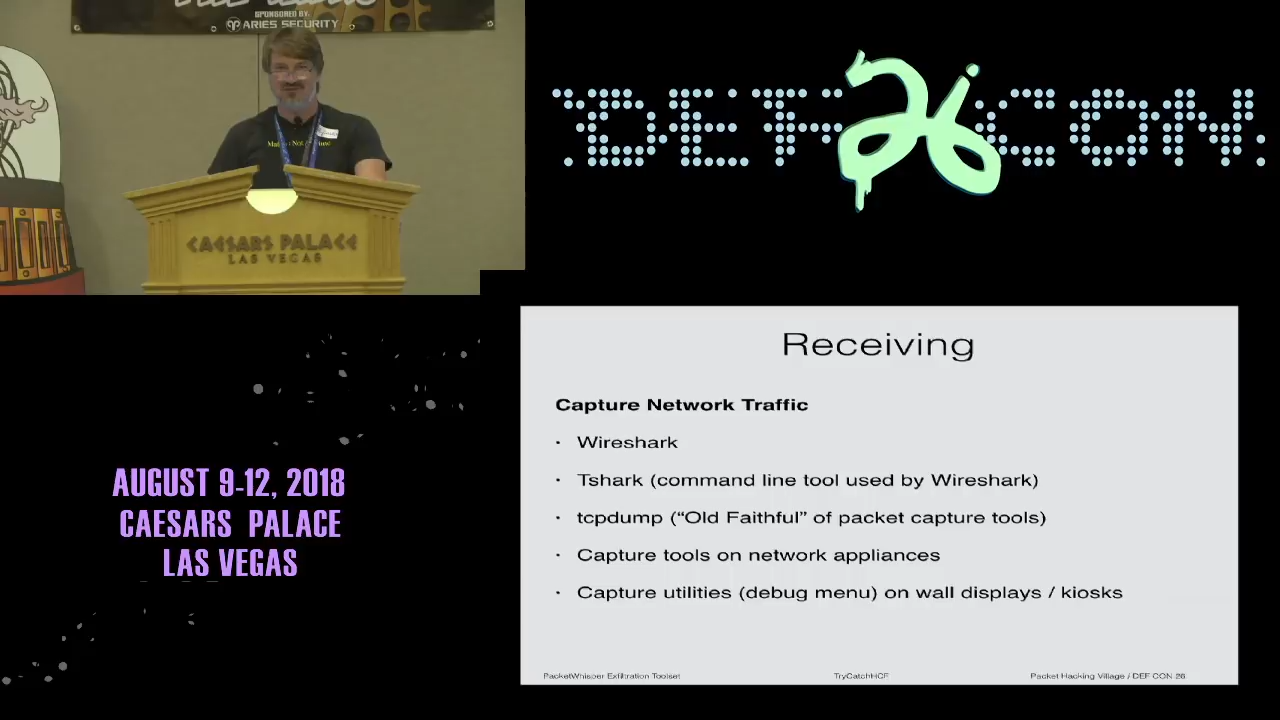 SPONSORED BY:
ARIES SECURITY
CAESARS PALACE
LAS VEGAS
DEF CON 26
AUGUST 9-12, 2018
CAESARS PALACE
LAS VEGAS
Receiving
Capture Network Traffic
• Wireshark
• Tshark (command line tool used by Wireshark)
• tcpdump (“Old Faithful” of packet capture tools)
• Capture tools on network appliances
• Capture utilities (debug menu) on wall displays / kiosks
PacketWhisper Exfiltration Toolset
TryCatchHCF
Packet Hacking Village / DEF CON 26